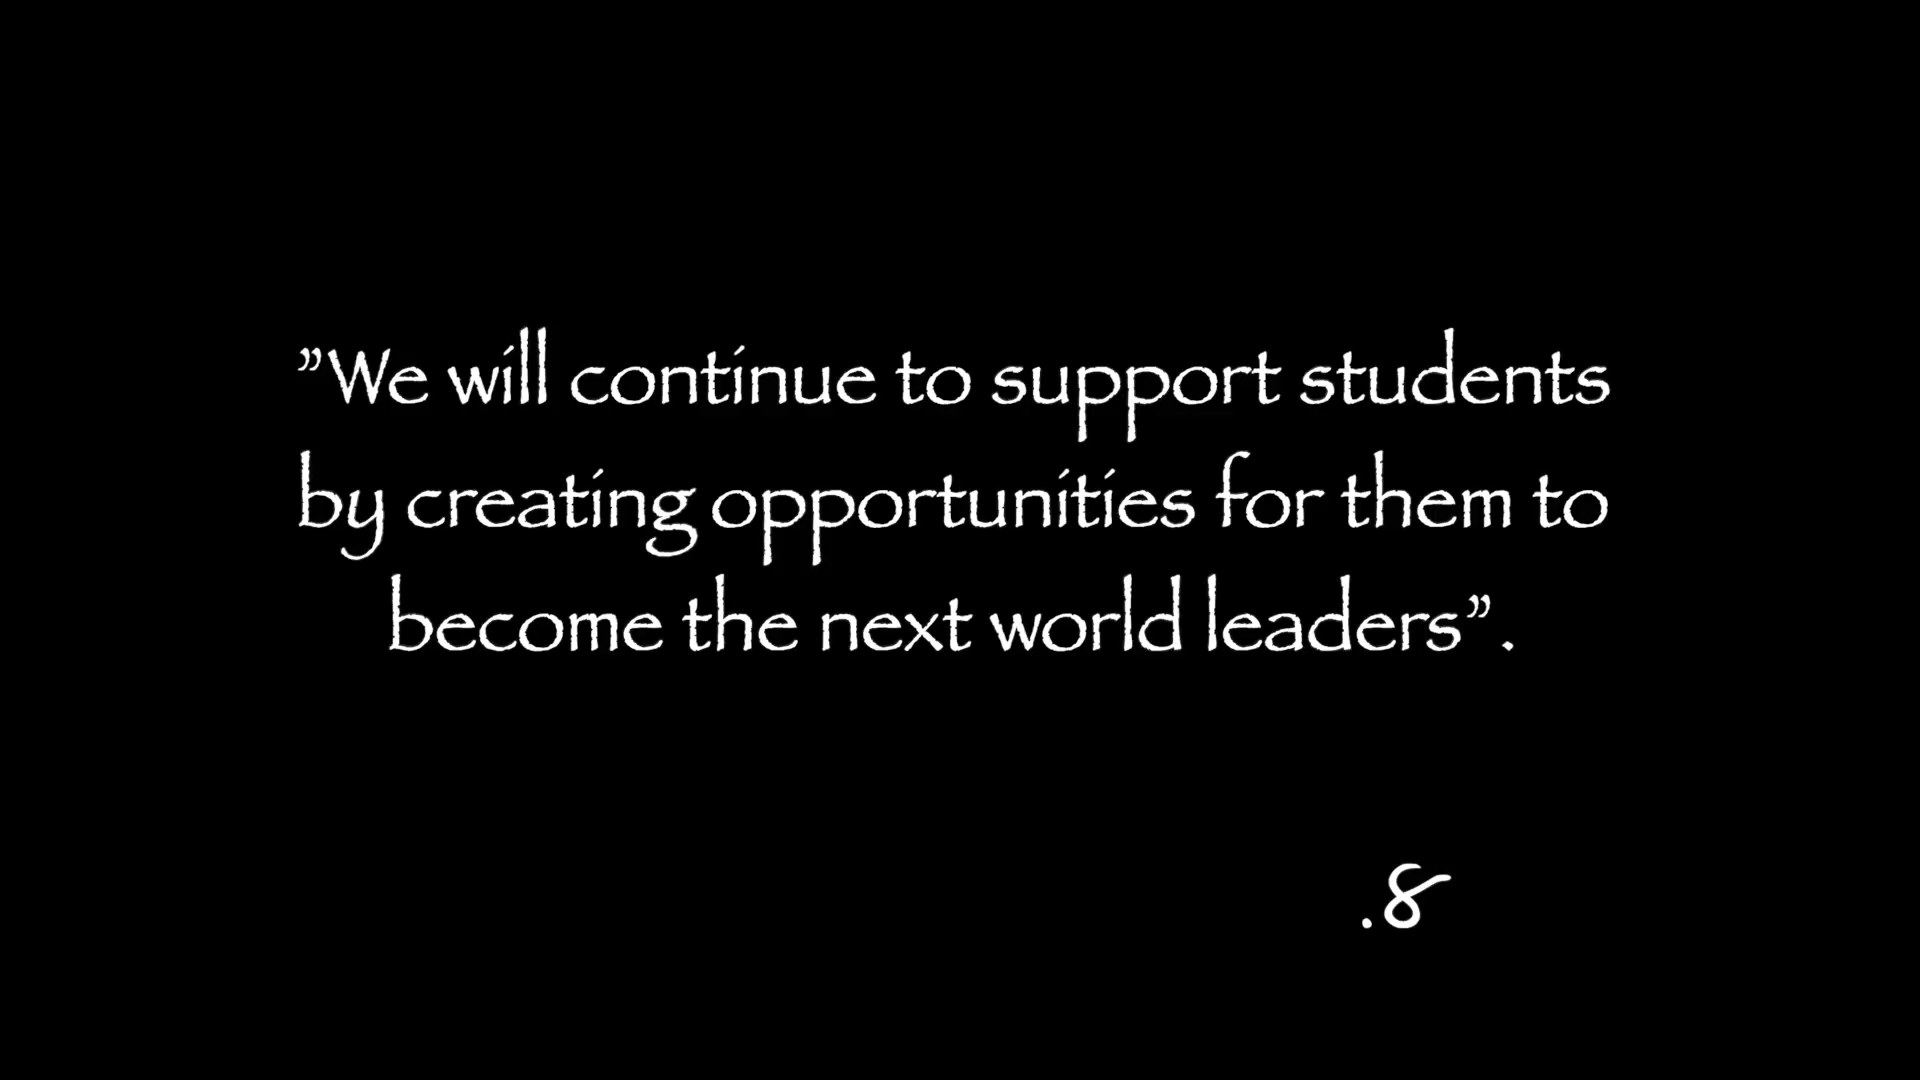 ”We will continue to support students
by creating opportunities for them to
become the next world leaders”.
.8